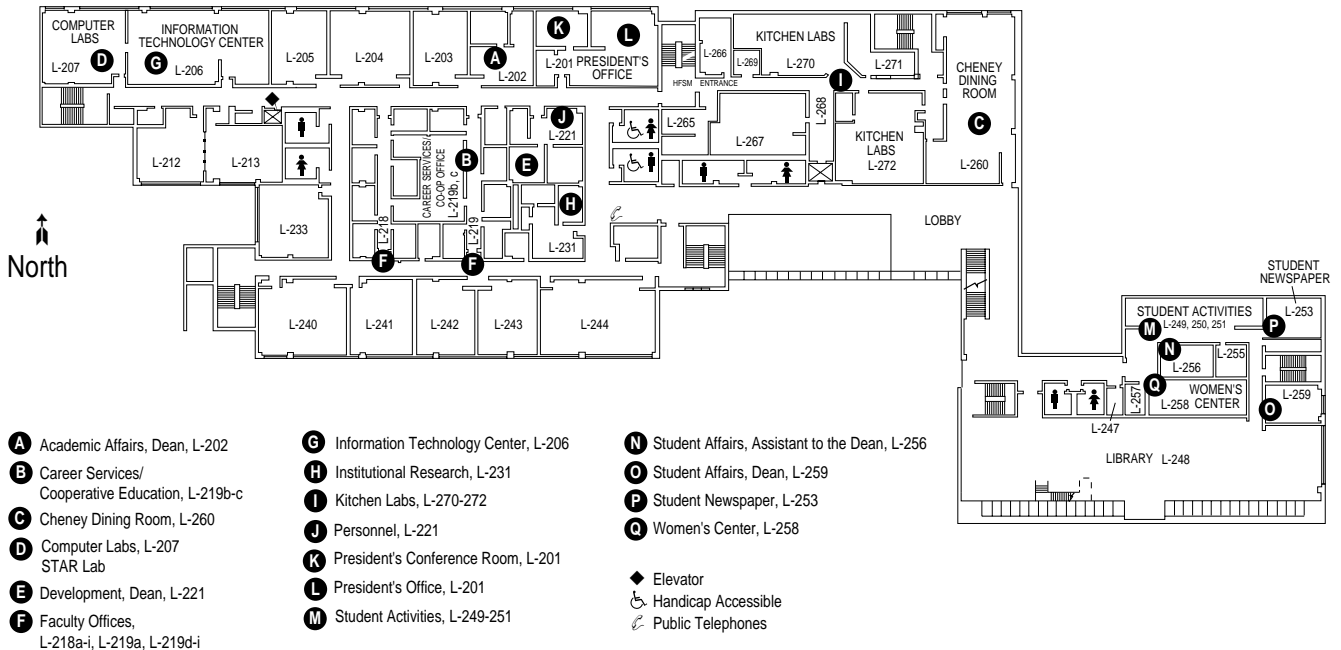 COMPUTER
LABS
D
L-207
INFORMATION
TECHNOLOGY CENTER
G
L-206
L-205
L-204
L-203
A
L-202
K
L-201
L
PRESIDENT'S
OFFICE
HFSM ENTRANCE
L-266
L-269
KITCHEN LABS
L-270
I
L-271
CHENEY
DINING
ROOM
C
L-260
L-212
L-213
CAREER SERVICES/
CO-OP OFFICE
L-219b, c
B
J
L-221
E
H
L-231
L-265
L-267
L-268
KITCHEN
LABS
L-272
LOBBY
North
L-233
L-218
F
L-219
F
L-240
L-241
L-242
L-243
L-244
STUDENT
NEWSPAPER
L-253
P
STUDENT ACTIVITIES
M
L-249, 250, 251
N
L-256
L-255
Q
L-257
L-258
WOMEN'S
CENTER
L-259
O
L-247
LIBRARY L-248
A Academic Affairs, Dean, L-202
B Career Services/
Cooperative Education, L-219b-c
C Cheney Dining Room, L-260
D Computer Labs, L-207
STAR Lab
E Development, Dean, L-221
F Faculty Offices,
L-218a-i, L-219a, L-219d-i
G Information Technology Center, L-206
H Institutional Research, L-231
I Kitchen Labs, L-270-272
J Personnel, L-221
K President's Conference Room, L-201
L President's Office, L-201
M Student Activities, L-249-251
N Student Affairs, Assistant to the Dean, L-256
O Student Affairs, Dean, L-259
P Student Newspaper, L-253
Q Women's Center, L-258
Elevator
Handicap Accessible
Public Telephones